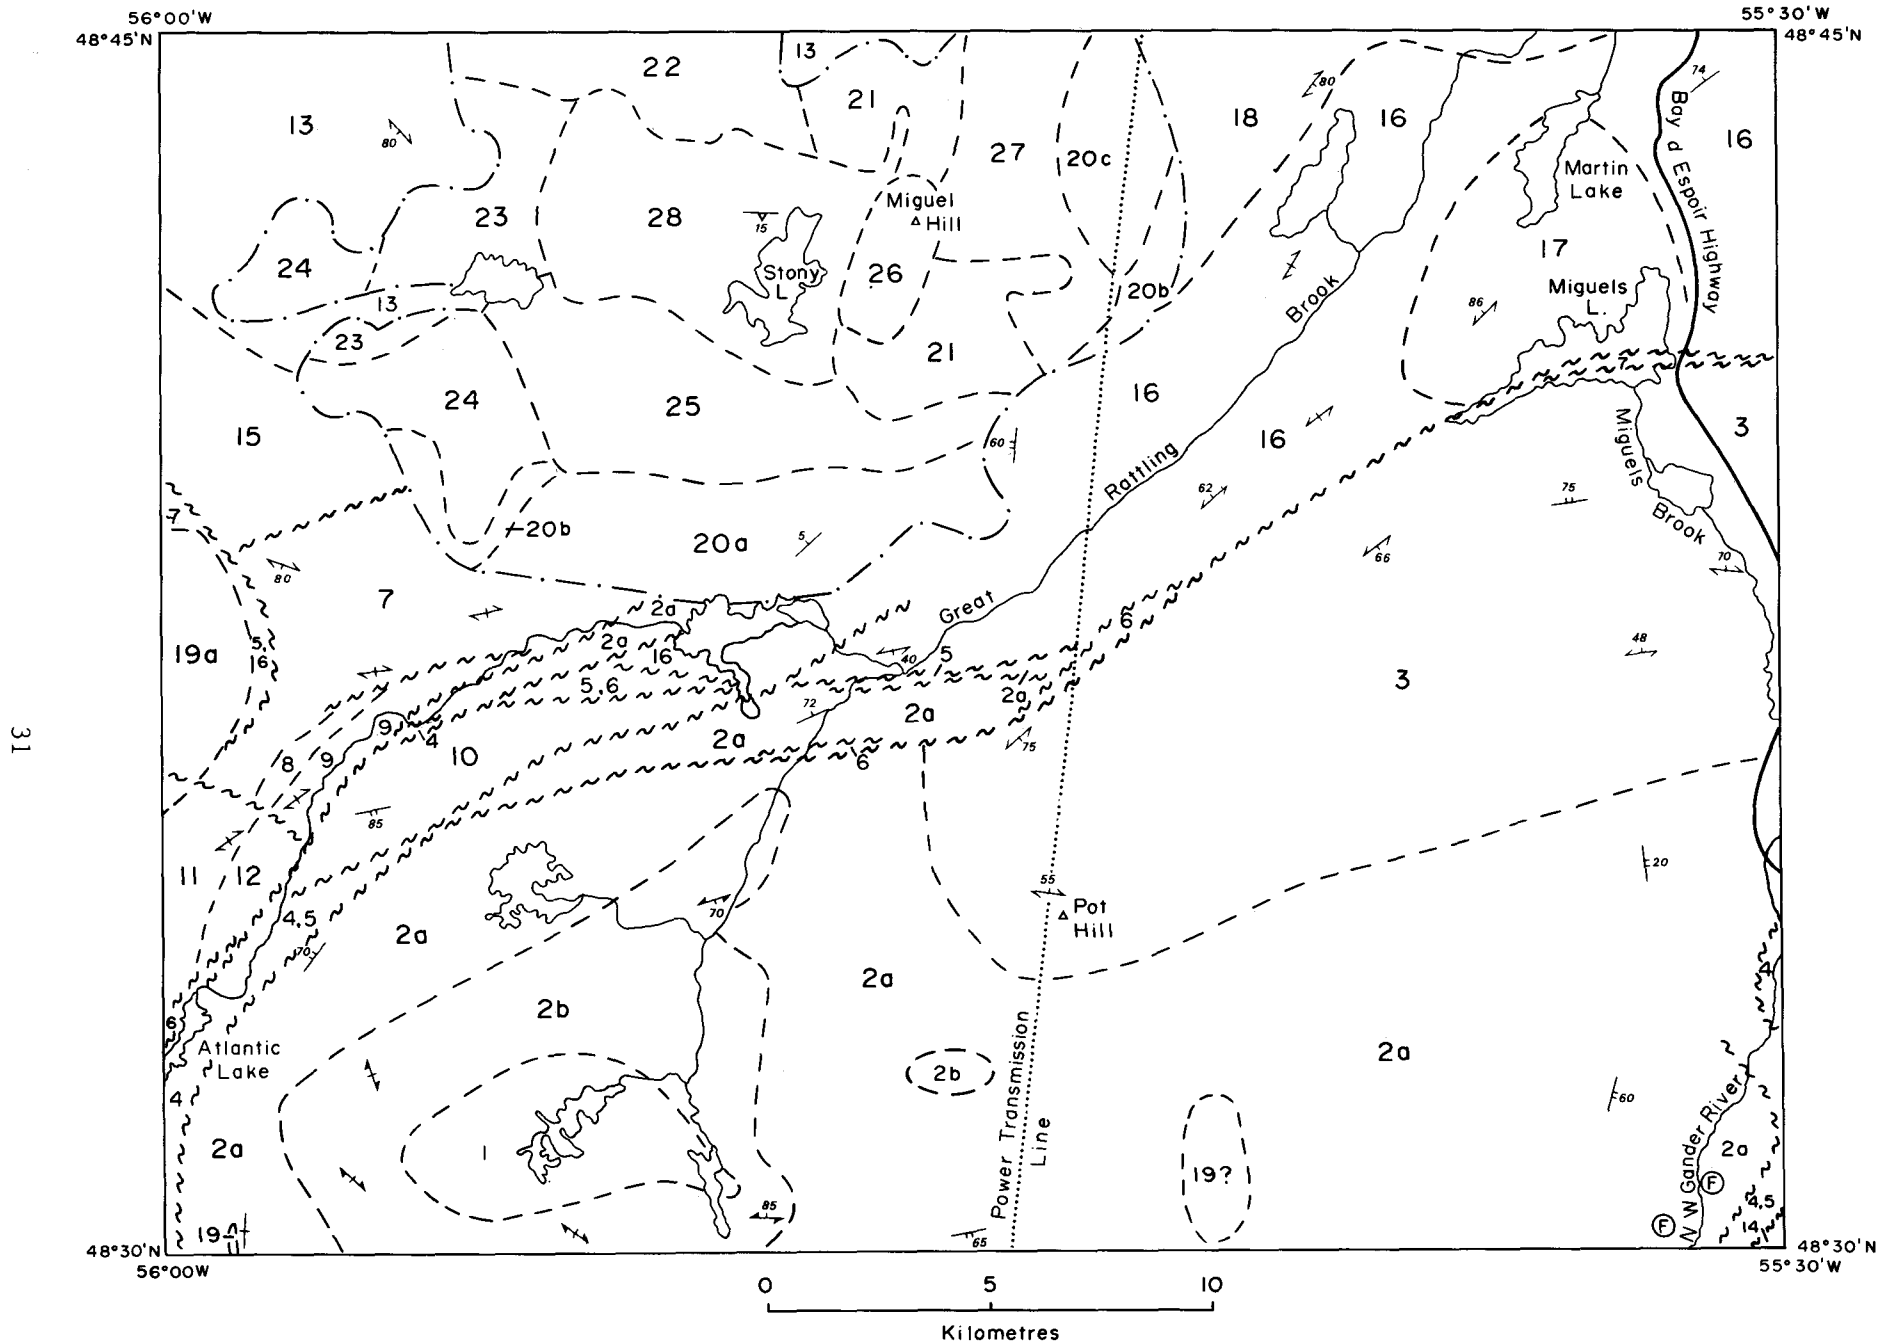 56°00'W
55°30'W
48°45'N
48°45'N
22
13
74
21
80
13
18
16
16
80
27
20c
Bay d Espoir Highway
Martin
Lake
Miguel
Hill
23
28
15
17
24
Stony
L
26
20b
Miguels
L.
13
86
Brook
23
21
7
24
25
16
15
16
3
60
Rattling
Miguels
62
75
7
20b
20a
5
Brook
66
80
70
7
2a
Great
6
48
19a
5,
16
2a
16
40
5
5,6
2a
3
72
2a
9
4
10
2a
75
8
9
6
85
11
12
20
55
Pot
Hill
70
4,5
2a
70
2a
4
2b
6
Atlantic
Lake
2a
2b
4
60
Power Transmission
Line
N W Gander River
2a
1
2a
19?
F
4,5
85
14
F
19
65
48°30'N
48°30'N
56°00W
55°30'W
0 5 10
Kilometres
31